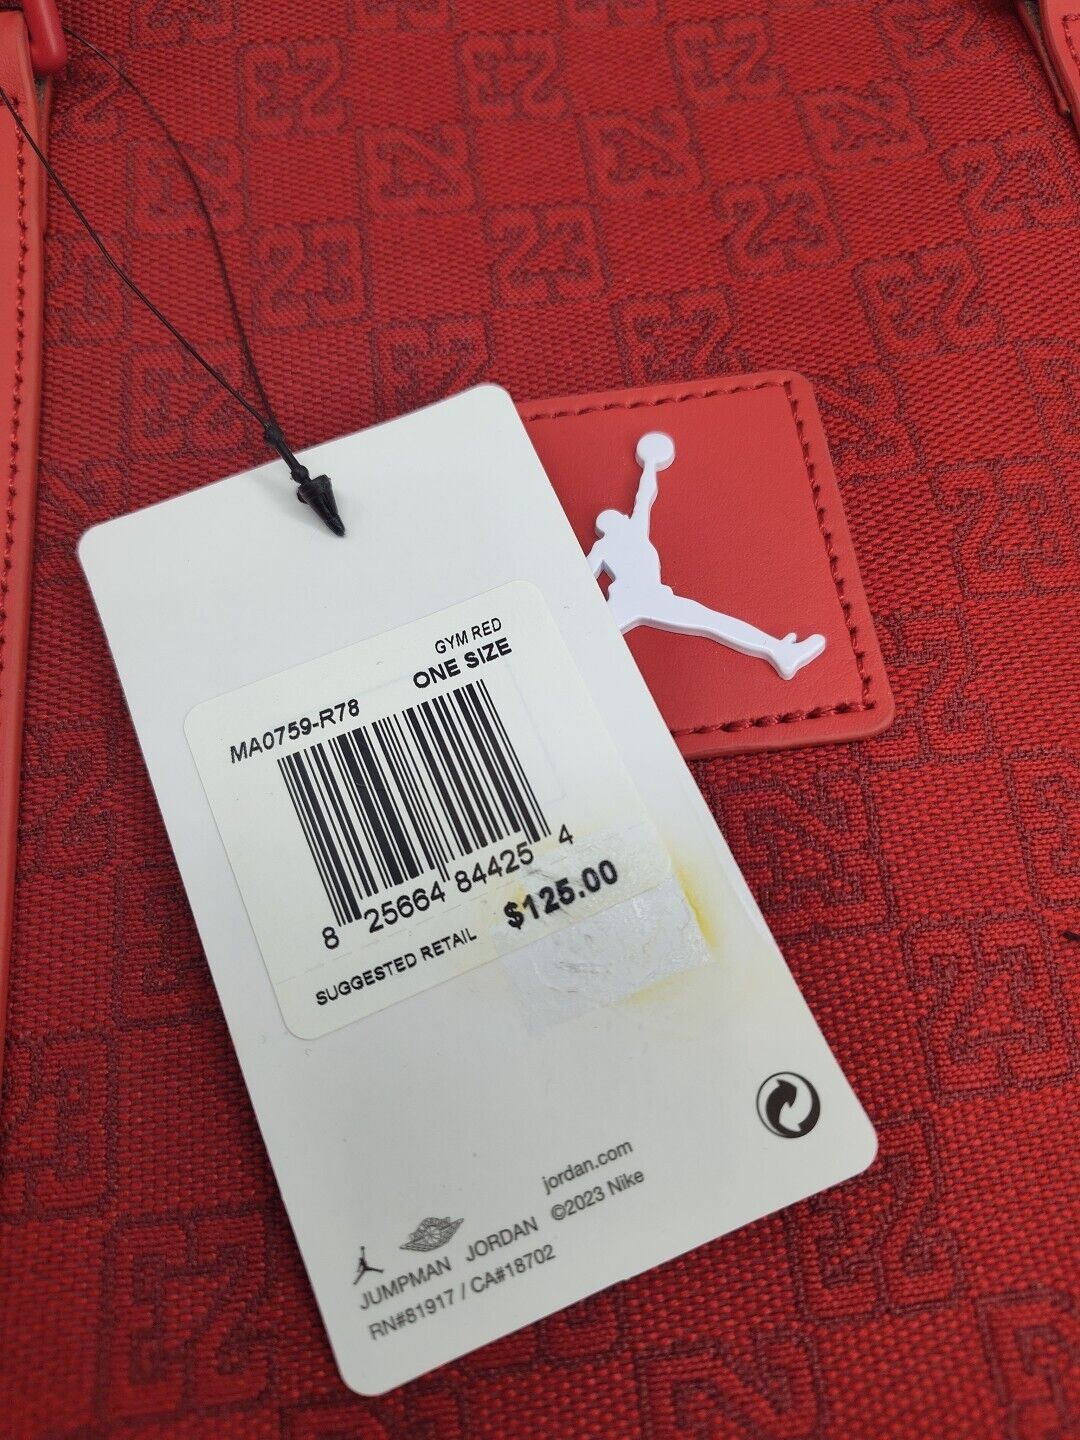 GYM RED
ONE SIZE
MA0759-R78
8 25664 84425 4
SUGGESTED RETAIL $125.00
jordan.com
©2023 Nike
JUMPMAN JORDAN
RN#81917 / CA#18702
23